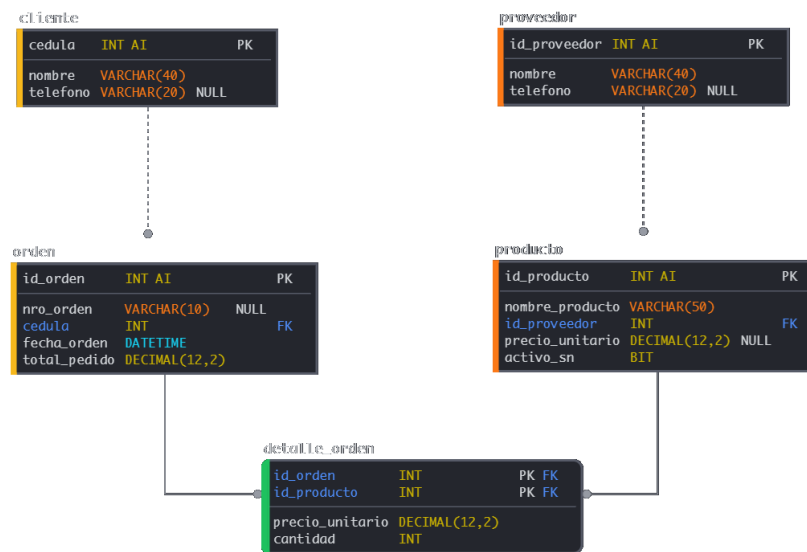 cliente
cedula INT AI PK
nombre VARCHAR(40)
telefono VARCHAR(20) NULL
proveedor
id_proveedor INT AI PK
nombre VARCHAR(40)
telefono VARCHAR(20) NULL
orden
id_orden INT AI PK
nro_orden VARCHAR(10) NULL
cedula INT FK
fecha_orden DATETIME
total_pedido DECIMAL(12,2)
producto
id_producto INT AI PK
nombre_producto VARCHAR(50)
id_proveedor INT FK
precio_unitario DECIMAL(12,2) NULL
activo_sn BIT
detalle_orden
id_orden INT PK FK
id_producto INT PK FK
precio_unitario DECIMAL(12,2)
cantidad INT